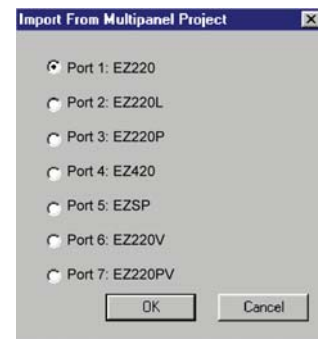 Import From Multipanel Project
Port 1: EZ220
Port 2: EZ220L
Port 3: EZ220P
Port 4: EZ420
Port 5: EZSP
Port 6: EZ220V
Port 7: EZ220PV
OK Cancel